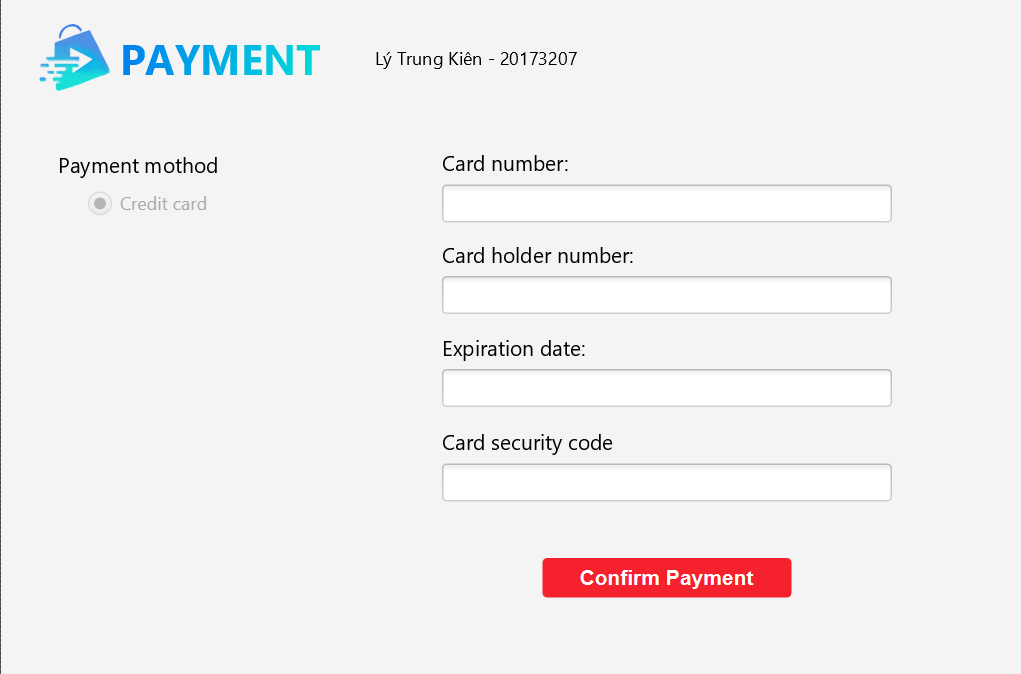 PAYMENT
Lý Trung Kiên - 20173207
Payment mothod
Credit card
Card number:
Card holder number:
Expiration date:
Card security code
Confirm Payment